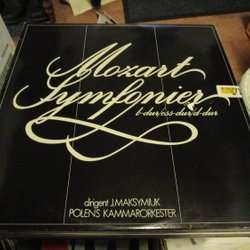 Mozart
Symfonier
b-dur/ess-dur/d-dur
dirigent J.MAKSYMIUK
POLENS KAMMARORKESTER